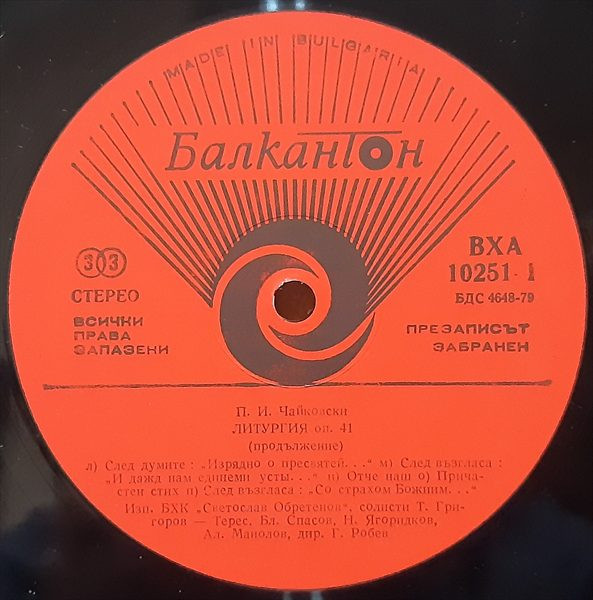 MADE IN BULGARIA
Балкантон
33
СТЕРЕО
ВСИЧКИ
ПРАВА
ЗАПАЗЕНИ
ВХА
10251-1
БДС 4648-79
ПРЕЗАПИСЪТ
ЗАБРАНЕН
П. И. Чайковски
ЛИТУРГИЯ оп. 41
(продължение)
л) След думите: „Изрядно о пресвятей. . .“ м) След възгласа:
„И даждь нам единеми усты. . .“ н) Отче наш о) Прича-
стен стих п) След възгласа: „Со страхом Божиим. . .“
Изп. БХК „Светослав Обретенов“, солисти Т. Гри-
горов — Терес, Бл. Спасов, Н. Ягоридков,
Ал. Манолов, дир. Г. Робев